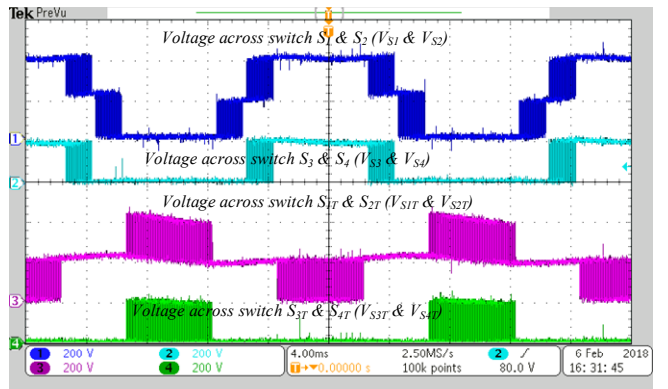 Tek PreVu
T
T
Voltage across switch S1 & S2 (VS1 & VS2)
1
Voltage across switch S3 & S4 (VS3 & VS4)
2
Voltage across switch S1T & S2T (VS1T & VS2T)
3
Voltage across switch S3T & S4T (VS3T & VS4T)
4
1 200 V 2 200 V 4.00ms 2.50MS/s 2 6 Feb 2018
3 200 V 4 200 V T→▼0.00000 s 100k points 80.0 V 16:31:45